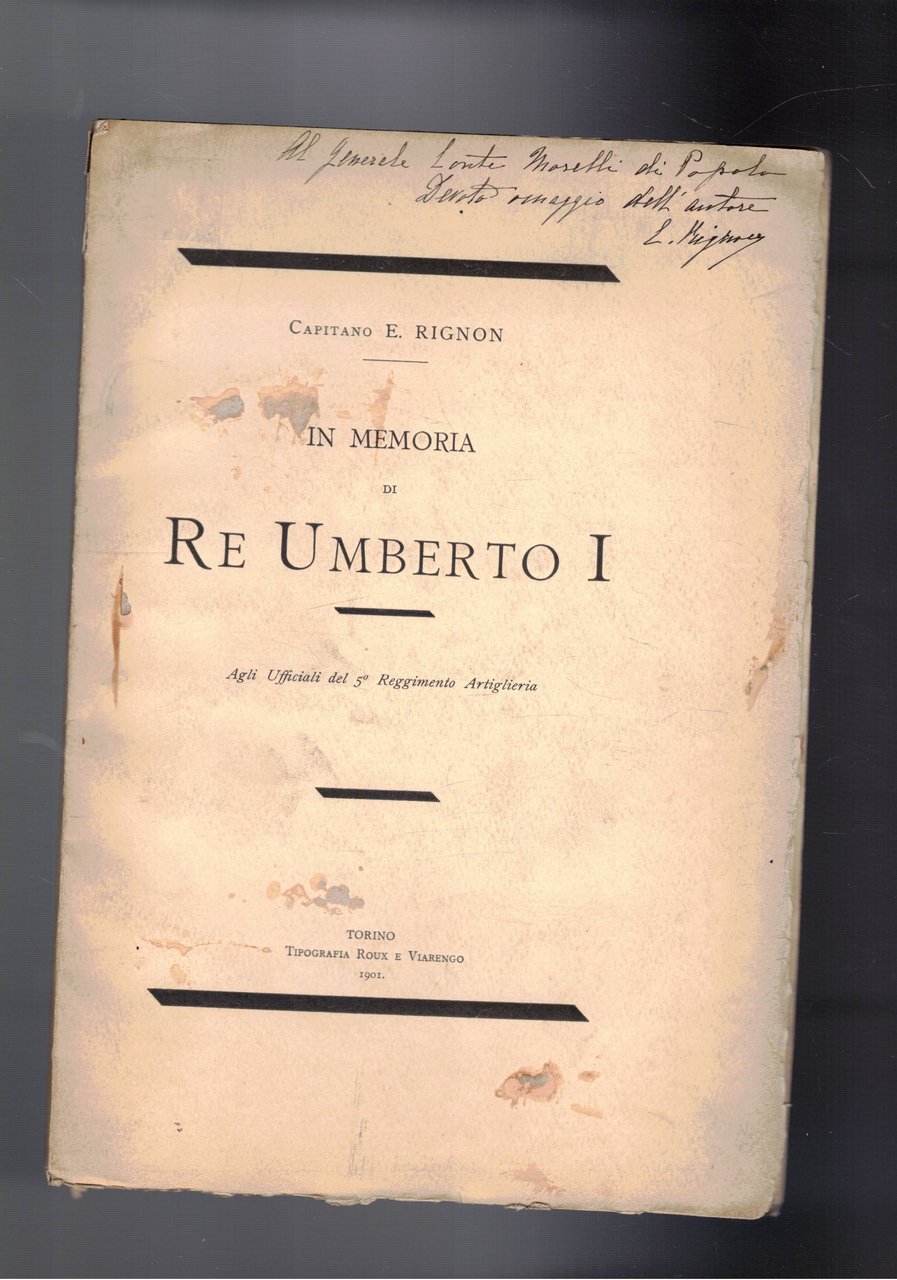 Al Generale Conte Morelli di Popolo
Devoto omaggio dell'autore
E. Rignon
CAPITANO E. RIGNON
IN MEMORIA
DI
RE UMBERTO I
Agli Ufficiali del 5º Reggimento Artiglieria
TORINO
TIPOGRAFIA ROUX E VIARENGO
1901.